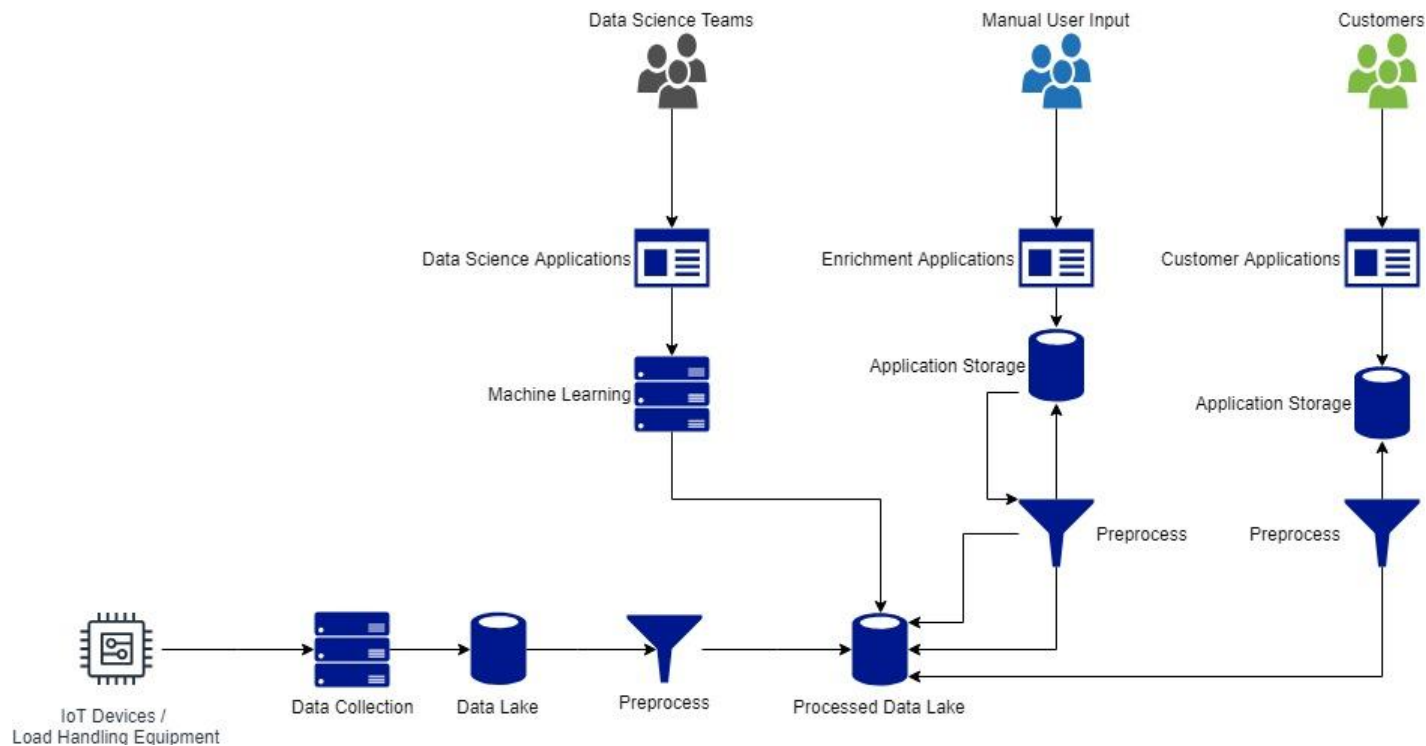 Data Science Teams
Manual User Input
Customers
Data Science Applications
Enrichment Applications
Customer Applications
Application Storage
Machine Learning
Application Storage
Preprocess
Preprocess
IoT Devices /
Load Handling Equipment
Data Collection
Data Lake
Preprocess
Processed Data Lake